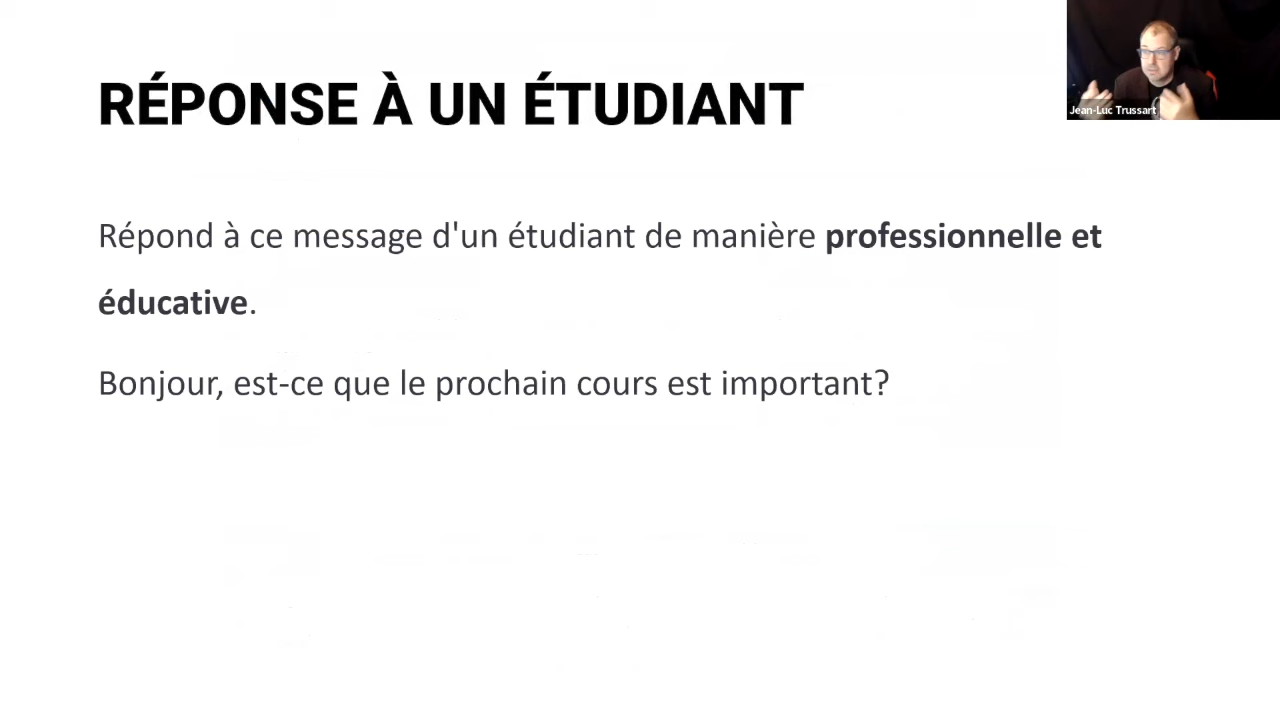 RÉPONSE À UN ÉTUDIANT
Jean-Luc Trussart
Répond à ce message d'un étudiant de manière professionnelle et
éducative.
Bonjour, est-ce que le prochain cours est important?